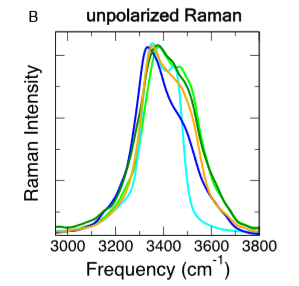 B
unpolarized Raman
Raman Intensity
3000 3200 3400 3600 3800
Frequency (cm⁻¹)